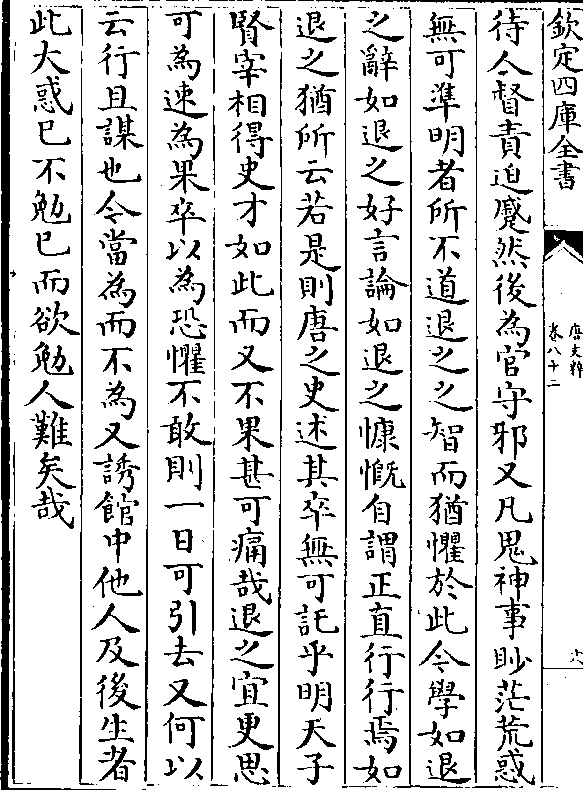 欽定四庫全書
唐文粹
卷八十二
六
待人督責迫蹙然後為官守邪又凡鬼神事眇茫荒惑
無可準明者所不道退之之智而猶懼於此今學如退
之辭如退之好言論如退之慷慨自謂正直行行焉如
退之猶所云若是則唐之史述其卒無可託乎明天子
賢宰相得史才如此而又不果甚可痛哉退之宜更思
可為速為果卒以為恐懼不敢則一日可引去又何以
云行且謀也今當為而不為又誘館中他人及後生者
此大惑已不勉已而欲勉人難矣哉